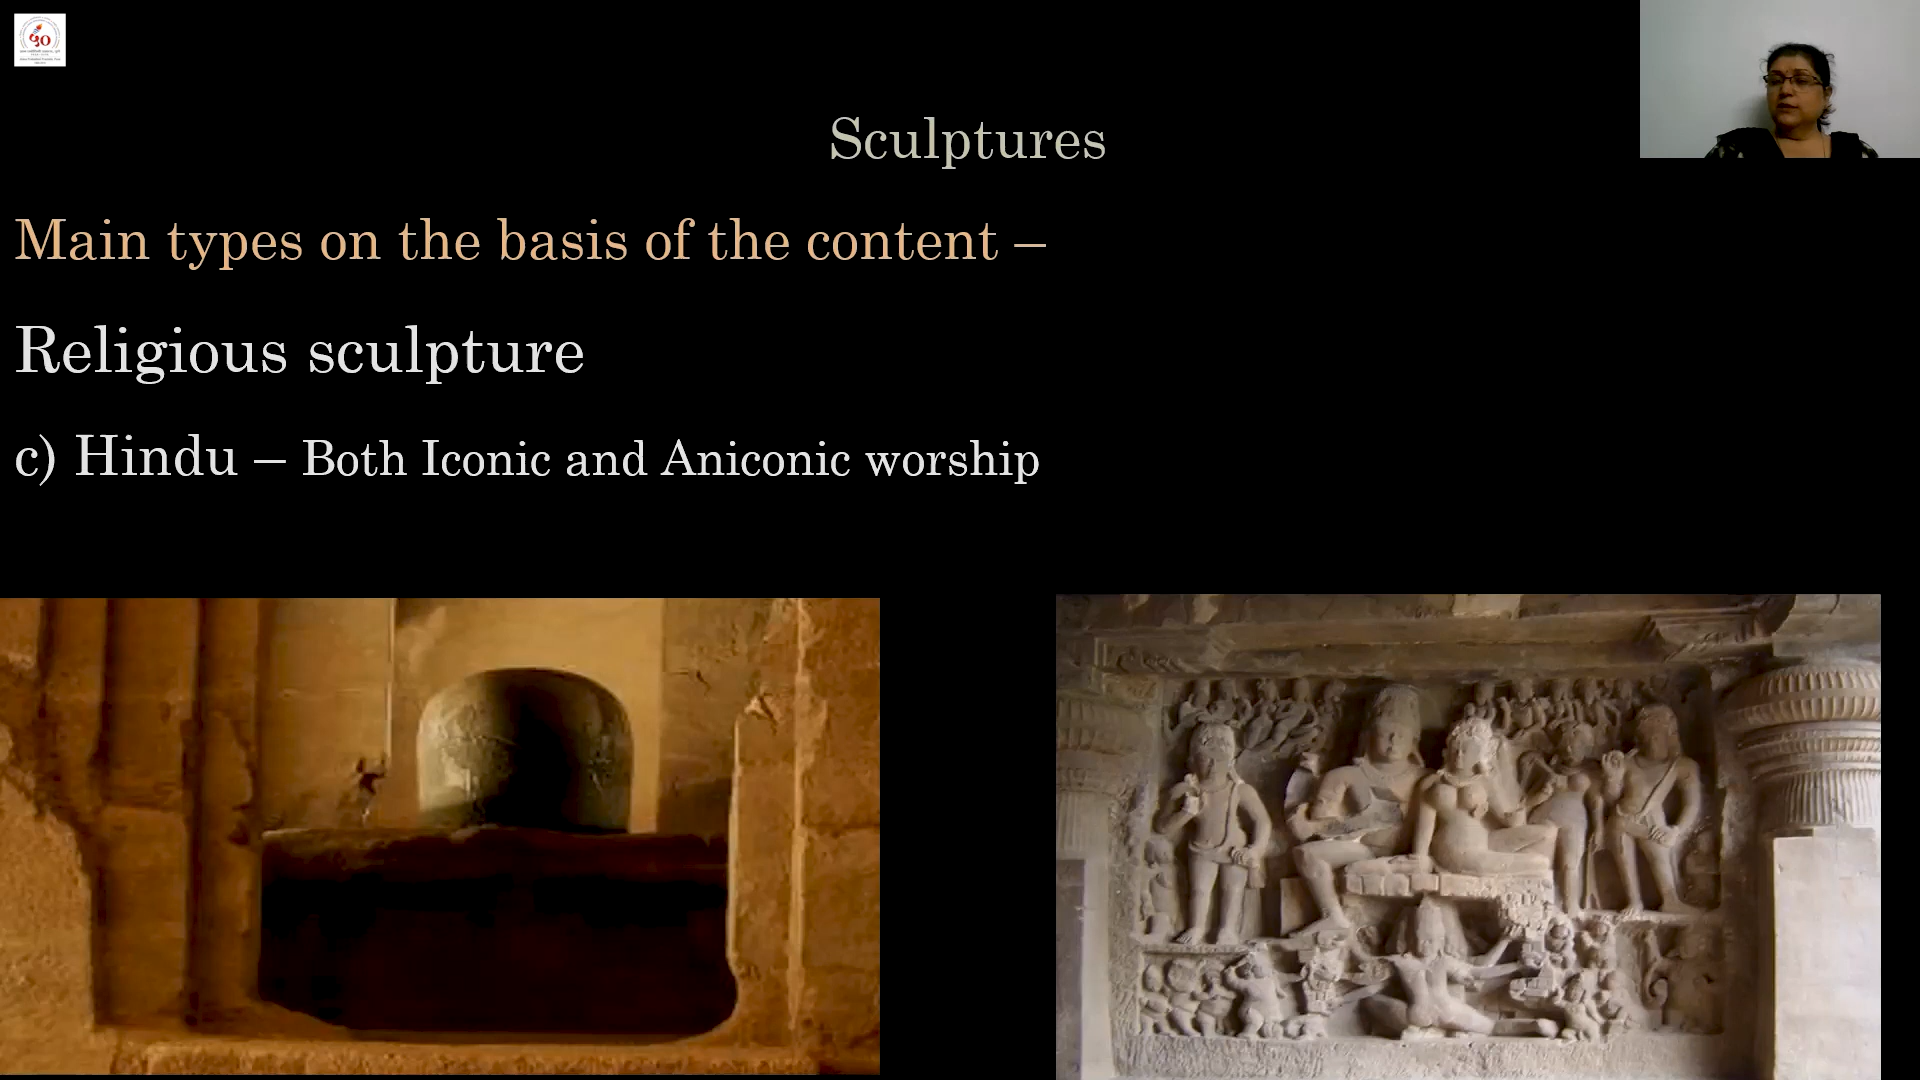 Sculptures
Main types on the basis of the content –
Religious sculpture
c) Hindu – Both Iconic and Aniconic worship